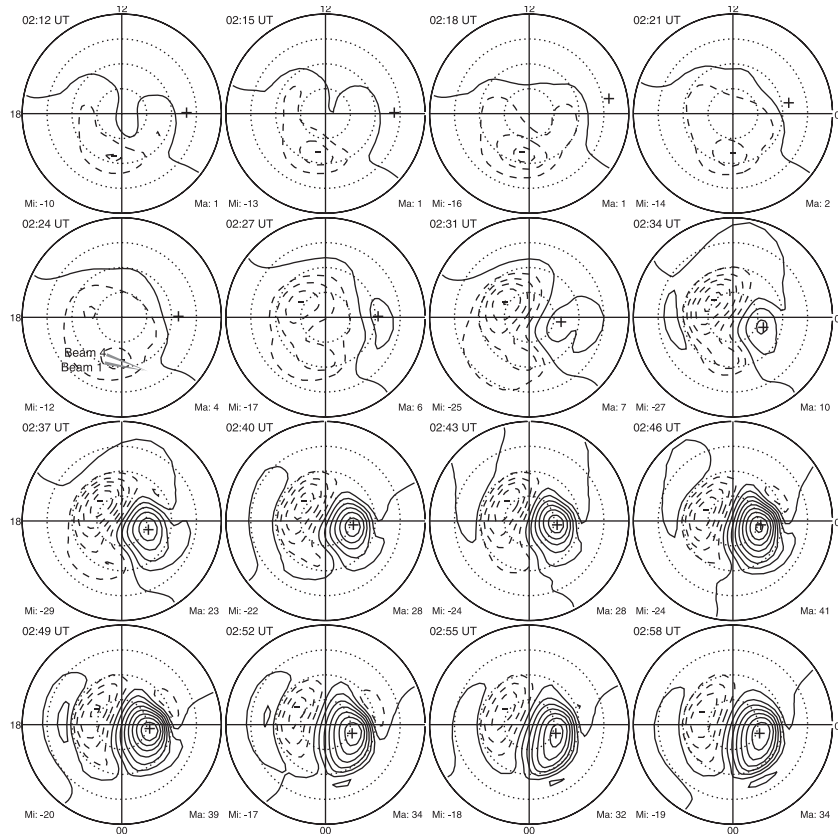 12 12 12 12
02:12 UT 02:15 UT 02:18 UT 02:21 UT
18
Mi: -10 Ma: 1 Mi: -13 Ma: 1 Mi: -16 Ma: 1 Mi: -14 Ma: 2
02:24 UT 02:27 UT 02:31 UT 02:34 UT
18
Beam 4
Beam 1
Mi: -12 Ma: 4 Mi: -17 Ma: 6 Mi: -25 Ma: 7 Mi: -27 Ma: 10
02:37 UT 02:40 UT 02:43 UT 02:46 UT
18
Mi: -29 Ma: 23 Mi: -22 Ma: 28 Mi: -24 Ma: 28 Mi: -24 Ma: 41
02:49 UT 02:52 UT 02:55 UT 02:58 UT
18
Mi: -20 Ma: 39 Mi: -17 Ma: 34 Mi: -18 Ma: 32 Mi: -19 Ma: 34
00 00 00 00